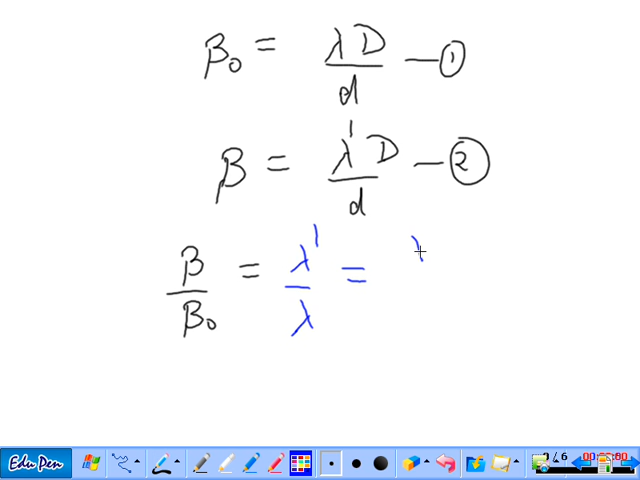 β₀ = λD/d — ①
β = λ'D/d — ②
β/β₀ = λ'/λ =
Edu Pen